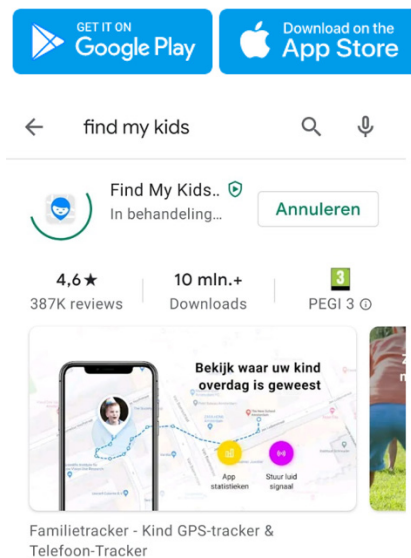 GET IT ON
Google Play
Download on the
App Store
find my kids
Find My Kids..
In behandeling...
Annuleren
4,6★
387K reviews
10 mln.+
Downloads
3
PEGI 3
Bekijk waar uw kind
overdag is geweest
App
statistieken
Stuur luid
signaal
Familietracker - Kind GPS-tracker &
Telefoon-Tracker